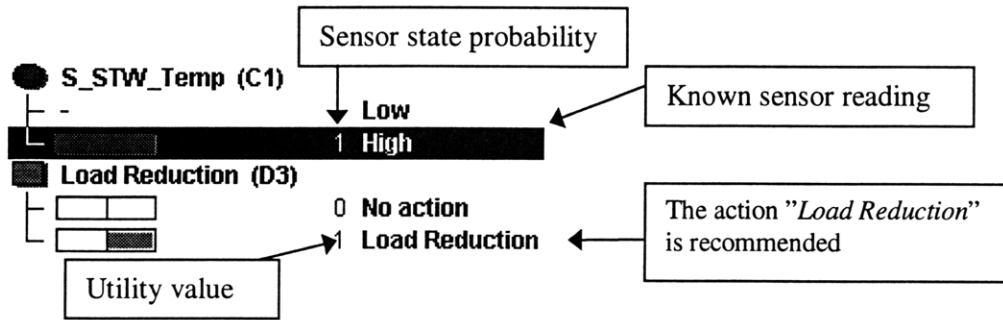 Sensor state probability
S_STW_Temp (C1)
- Low
Known sensor reading
1 High
Load Reduction (D3)
0 No action
1 Load Reduction
The action ”Load Reduction”
is recommended
Utility value